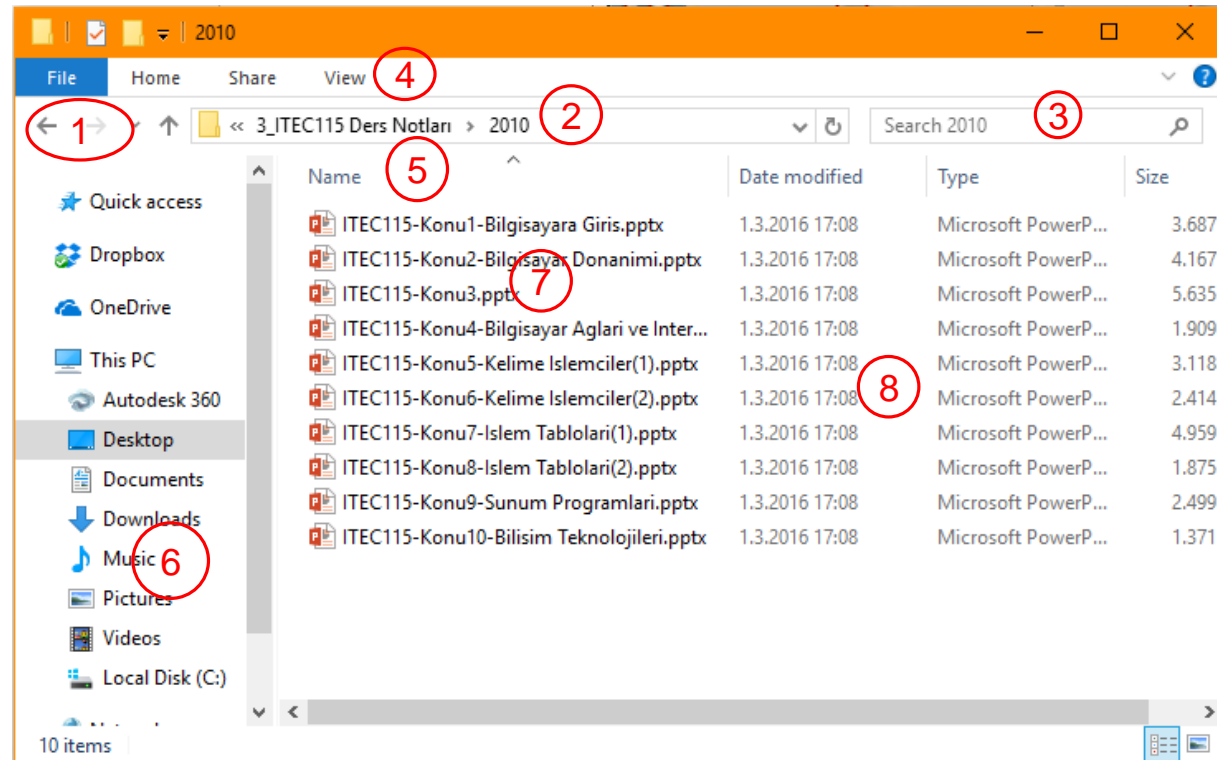 2010
File Home Share View 4
1 « 3_ITEC115 Ders Notları › 2010 2 Search 2010 3
Name 5 Date modified Type Size
Quick access
Dropbox
OneDrive
This PC
Autodesk 360
Desktop
Documents
Downloads
Music 6
Pictures
Videos
Local Disk (C:)
ITEC115-Konu1-Bilgisayara Giris.pptx 1.3.2016 17:08 Microsoft PowerP... 3.687
ITEC115-Konu2-Bilgisayar Donanimi.pptx 1.3.2016 17:08 Microsoft PowerP... 4.167
ITEC115-Konu3.pptx 7 1.3.2016 17:08 Microsoft PowerP... 5.635
ITEC115-Konu4-Bilgisayar Aglari ve Inter... 1.3.2016 17:08 Microsoft PowerP... 1.909
ITEC115-Konu5-Kelime Islemciler(1).pptx 1.3.2016 17:08 Microsoft PowerP... 3.118
8
ITEC115-Konu6-Kelime Islemciler(2).pptx 1.3.2016 17:08 Microsoft PowerP... 2.414
ITEC115-Konu7-Islem Tablolari(1).pptx 1.3.2016 17:08 Microsoft PowerP... 4.959
ITEC115-Konu8-Islem Tablolari(2).pptx 1.3.2016 17:08 Microsoft PowerP... 1.875
ITEC115-Konu9-Sunum Programlari.pptx 1.3.2016 17:08 Microsoft PowerP... 2.499
ITEC115-Konu10-Bilisim Teknolojileri.pptx 1.3.2016 17:08 Microsoft PowerP... 1.371
10 items